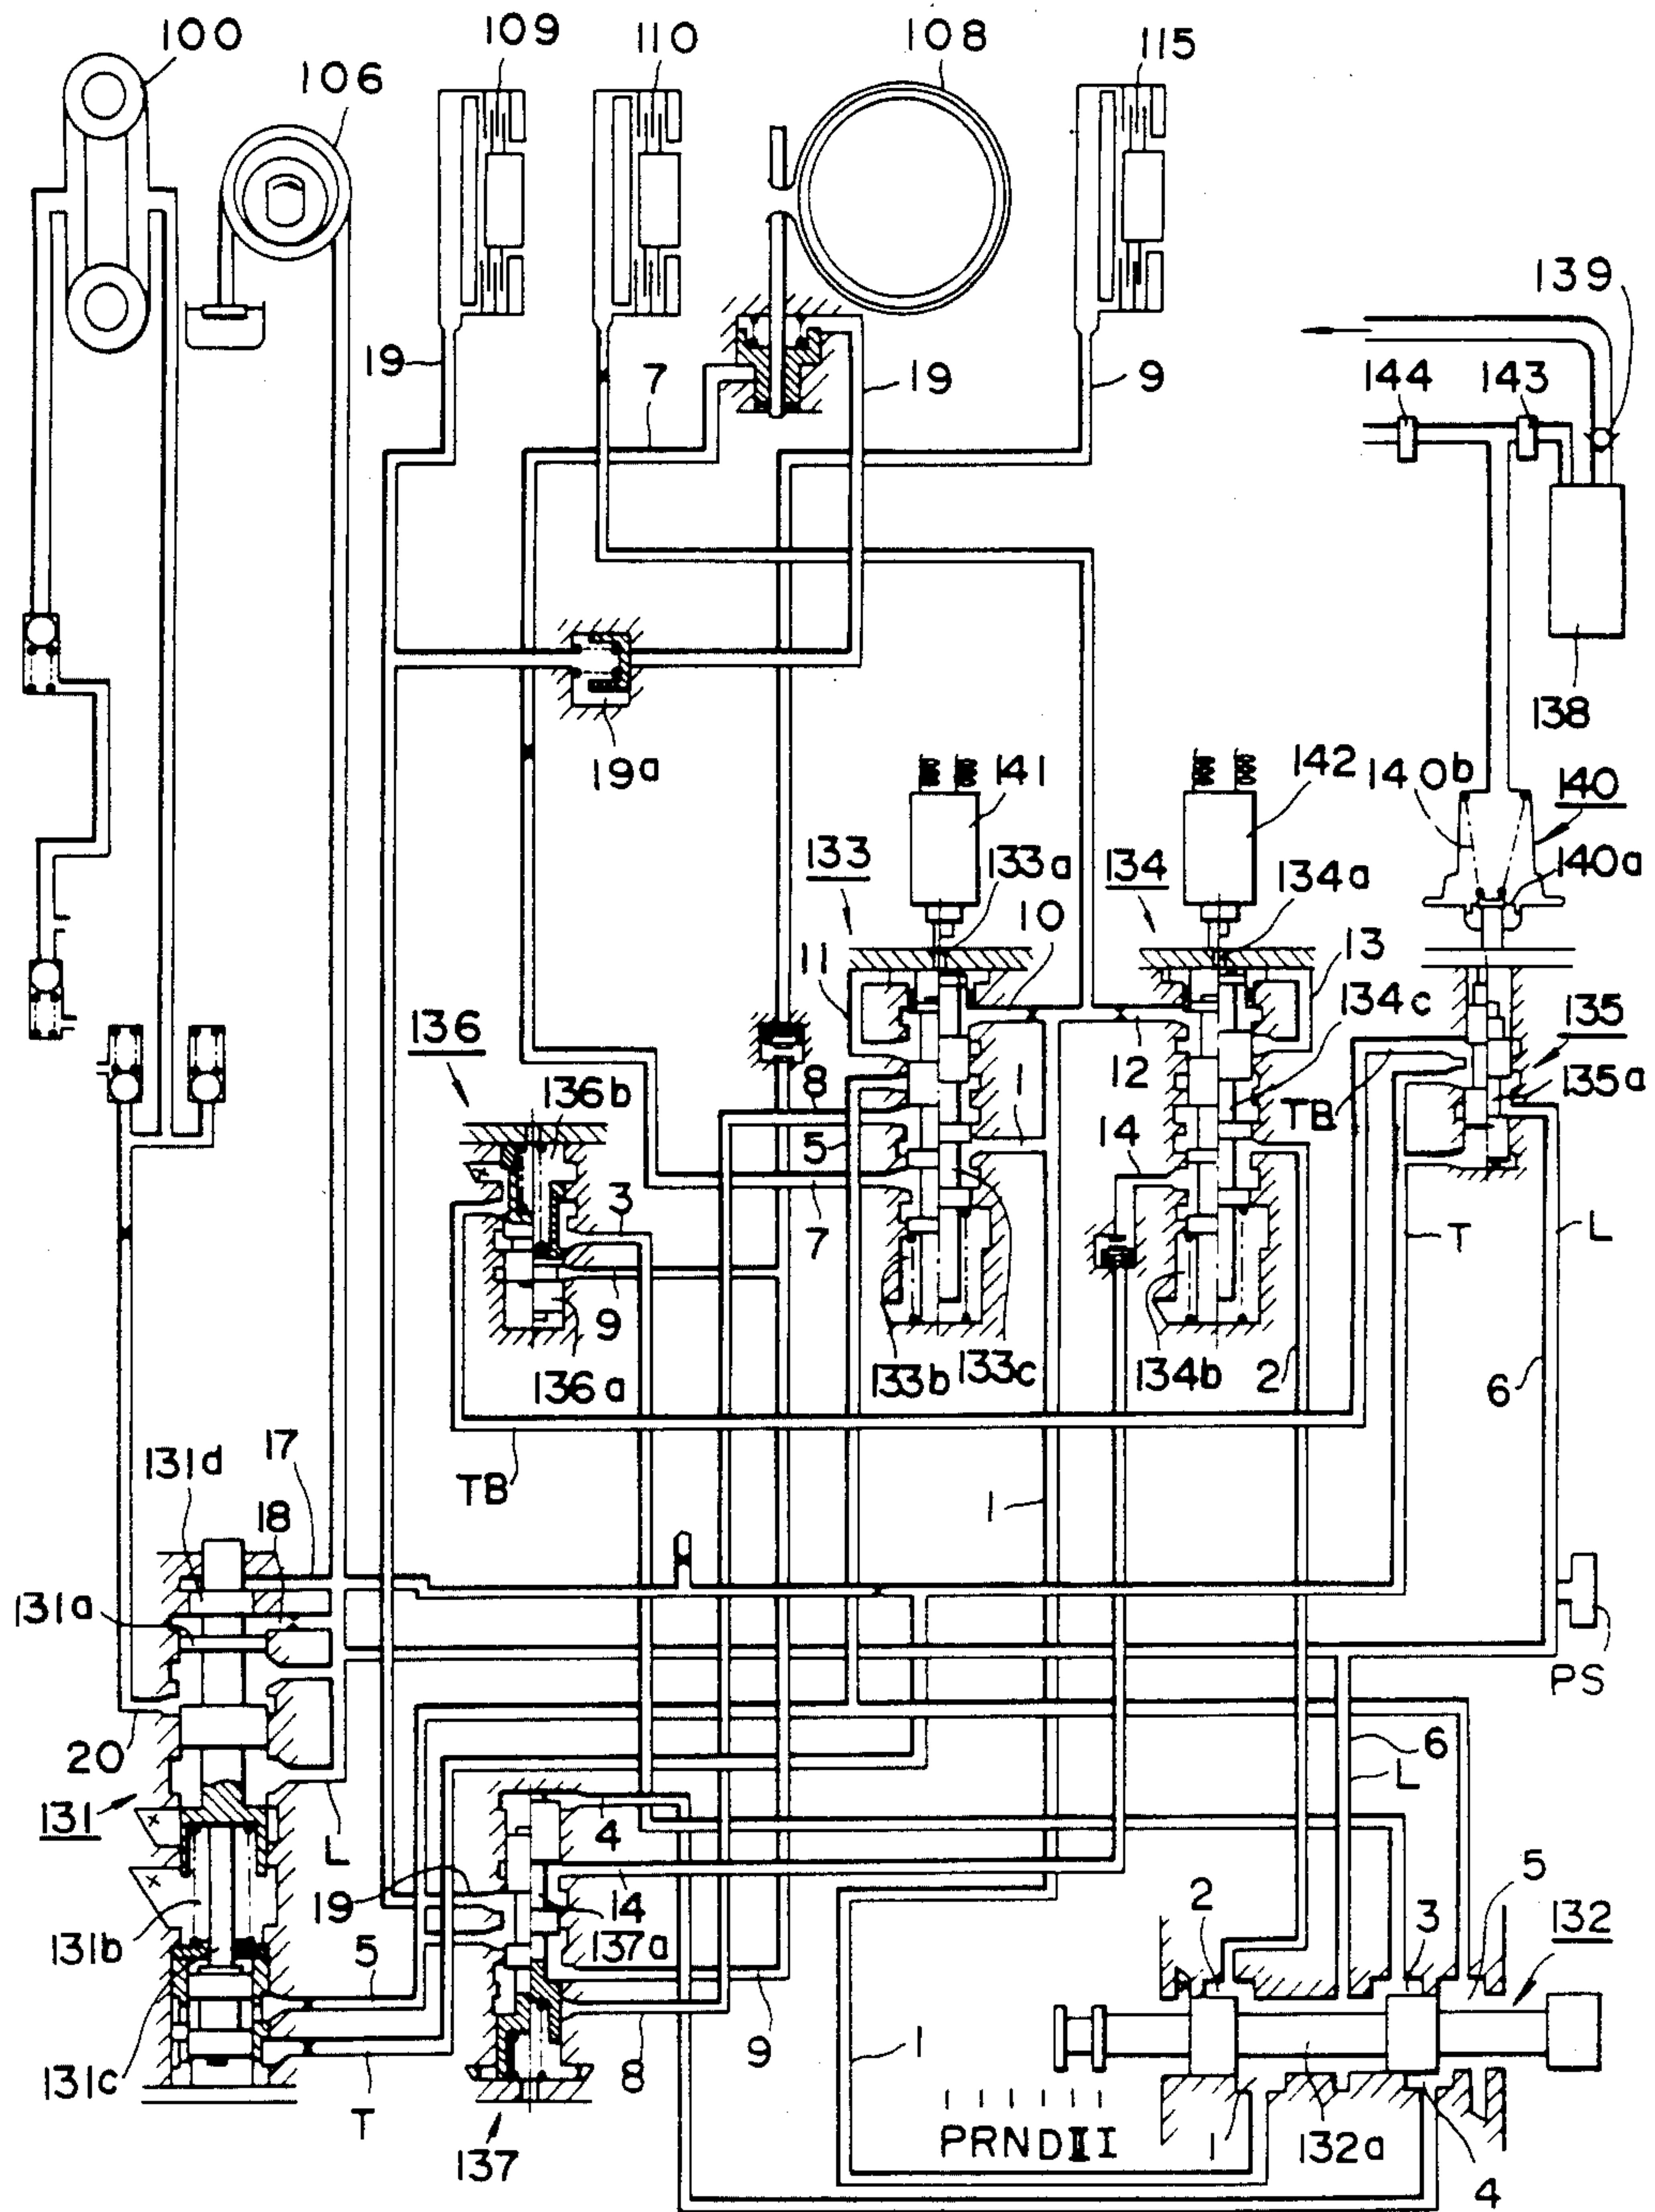 100
106
109
110
108
115
139
19
7
19
9
144
143
138
19a
141
142
140b
140
133
133a
134
134a
140a
10
13
11
134c
136
135
12
8
1
135a
136b
TB
14
5
3
7
T
L
9
136a
133b
133c
134b
2
6
17
131d
TB
18
1
131a
PS
20
6
L
131
4
L
5
14
2
3
19
132
137a
131b
5
9
1
8
131c
T
PRNDⅡI
1
132a
137
4